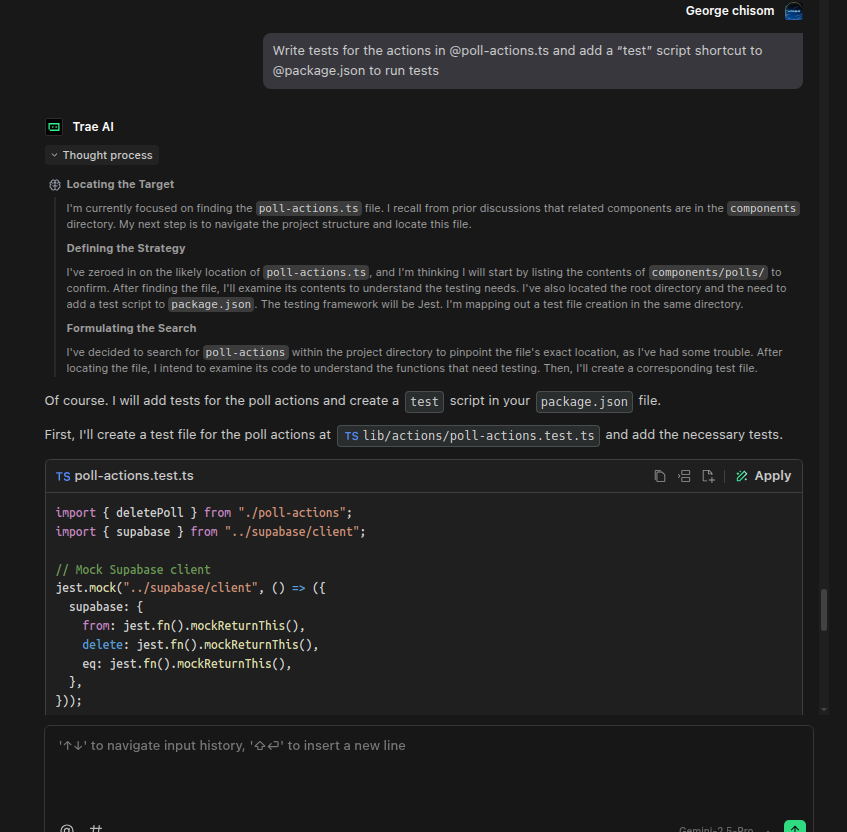 George chisom
Write tests for the actions in @poll-actions.ts and add a “test” script shortcut to
@package.json to run tests
Trae AI
Thought process
Locating the Target
I'm currently focused on finding the poll-actions.ts file. I recall from prior discussions that related components are in the components
directory. My next step is to navigate the project structure and locate this file.
Defining the Strategy
I've zeroed in on the likely location of poll-actions.ts, and I'm thinking I will start by listing the contents of components/polls/ to
confirm. After finding the file, I'll examine its contents to understand the testing needs. I've also located the root directory and the need to
add a test script to package.json. The testing framework will be Jest. I'm mapping out a test file creation in the same directory.
Formulating the Search
I've decided to search for poll-actions within the project directory to pinpoint the file's exact location, as I've had some trouble. After
locating the file, I intend to examine its code to understand the functions that need testing. Then, I'll create a corresponding test file.
Of course. I will add tests for the poll actions and create a test script in your package.json file.
First, I'll create a test file for the poll actions at TS lib/actions/poll-actions.test.ts and add the necessary tests.
TS poll-actions.test.ts Apply
import { deletePoll } from "./poll-actions";
import { supabase } from "../supabase/client";
// Mock Supabase client
jest.mock("../supabase/client", () => ({
supabase: {
from: jest.fn().mockReturnThis(),
delete: jest.fn().mockReturnThis(),
eq: jest.fn().mockReturnThis(),
},
}));
'↑↓' to navigate input history, '⇧⏎' to insert a new line
@ # Gemini-2.5-Pro